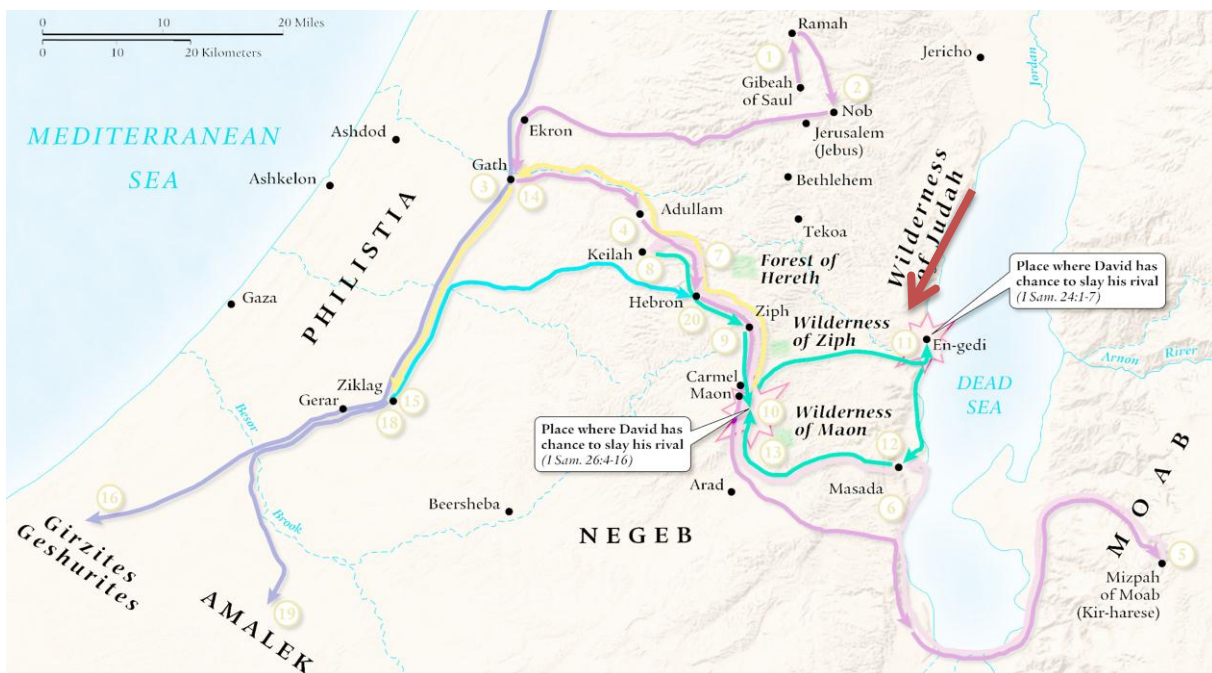 0 20 Miles
0 10 20 Kilometers
Ramah
Jericho
Jordan
1
Gibeah
of Saul
2
Nob
Jerusalem
(Jebus)
MEDITERRANEAN
SEA
Ashdod
Ekron
Gath
3
14
Ashkelon
Bethlehem
Adullam
4
Tekoa
Wilderness
of Judah
PHILISTIA
Keilah
8
7
Forest of
Hereth
Place where David has
chance to slay his rival
(I Sam. 24:1-7)
Gaza
Hebron
20
Ziph
9
Wilderness
of Ziph
11
En-gedi
Arnon River
DEAD
SEA
Carmel
Maon
10
Wilderness
of Maon
Ziklag
15
Gerar
18
Besor
Brook
Place where David has
chance to slay his rival
(I Sam. 26:4-16)
13
12
Masada
6
Arad
Beersheba
NEGEB
MOAB
16
Girzites
Geshurites
AMALEK
19
5
Mizpah
of Moab
(Kir-harese)